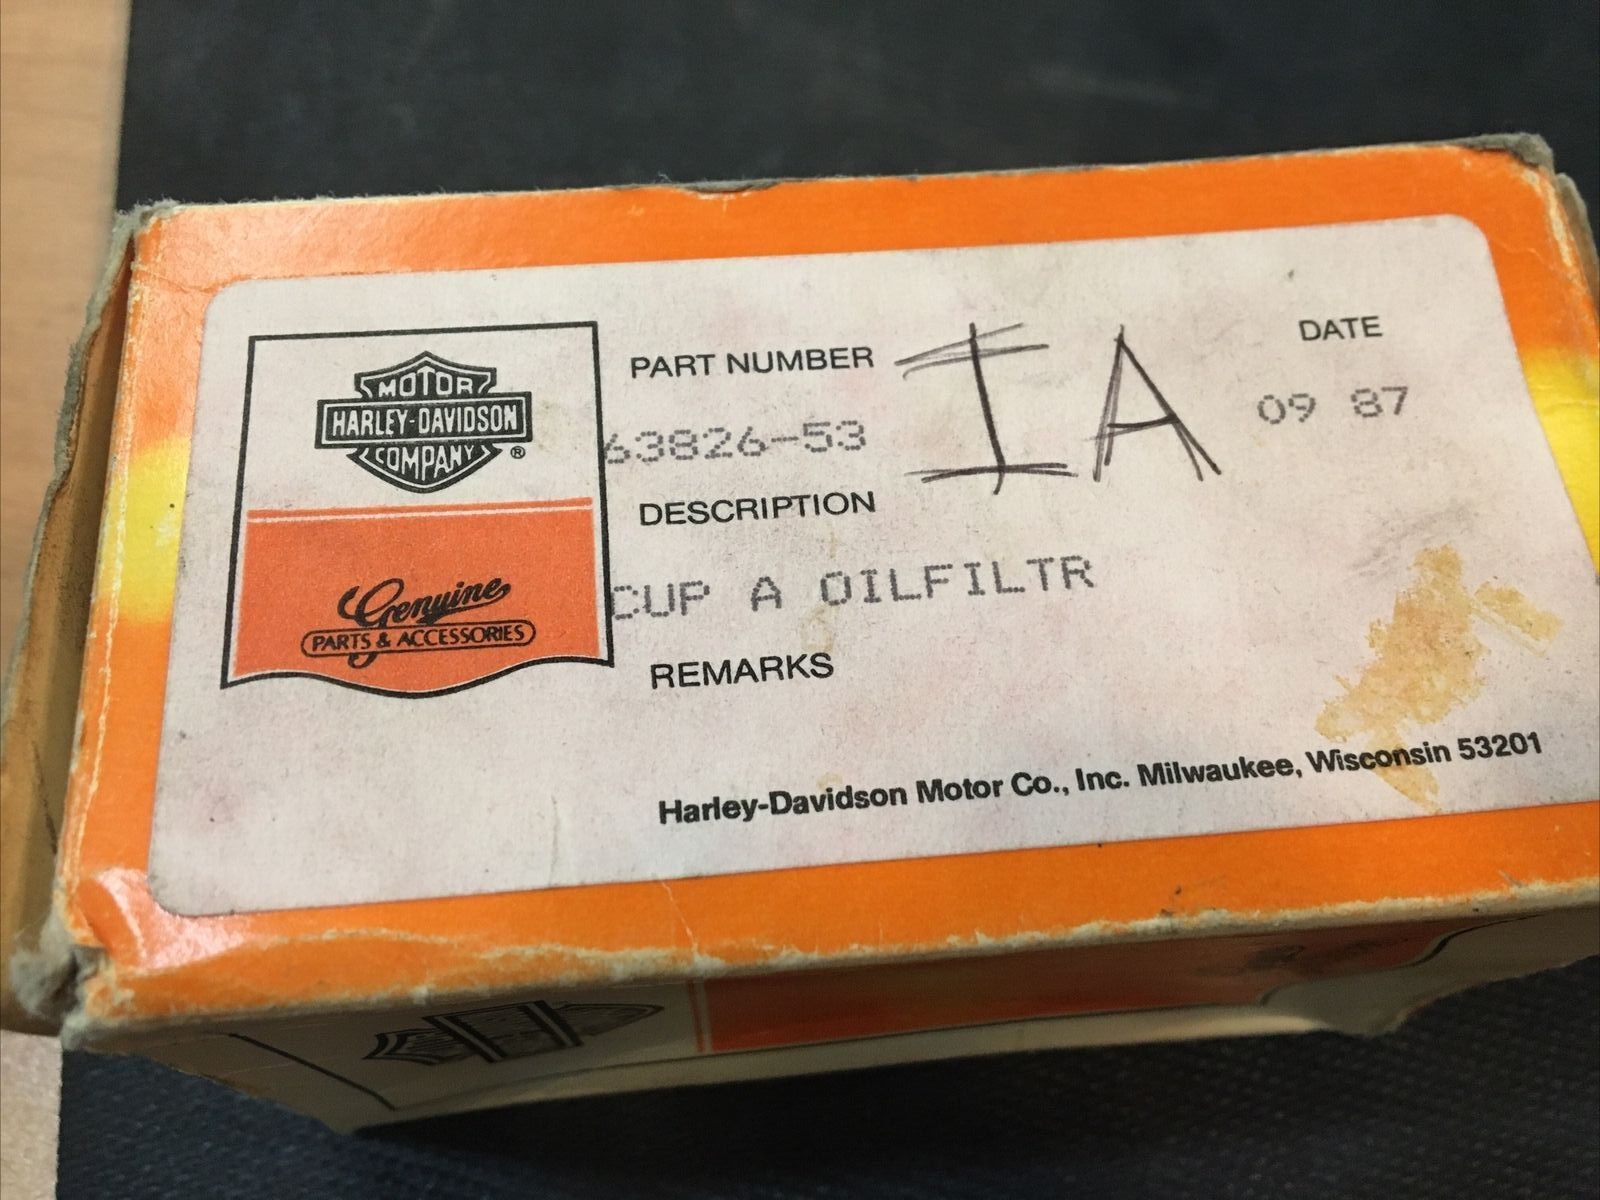 MOTOR
HARLEY-DAVIDSON
COMPANY
®
Genuine
PARTS & ACCESSORIES
PART NUMBER
63826-53
IA
DATE
09 87
DESCRIPTION
CUP A OILFILTR
REMARKS
Harley-Davidson Motor Co., Inc. Milwaukee, Wisconsin 53201